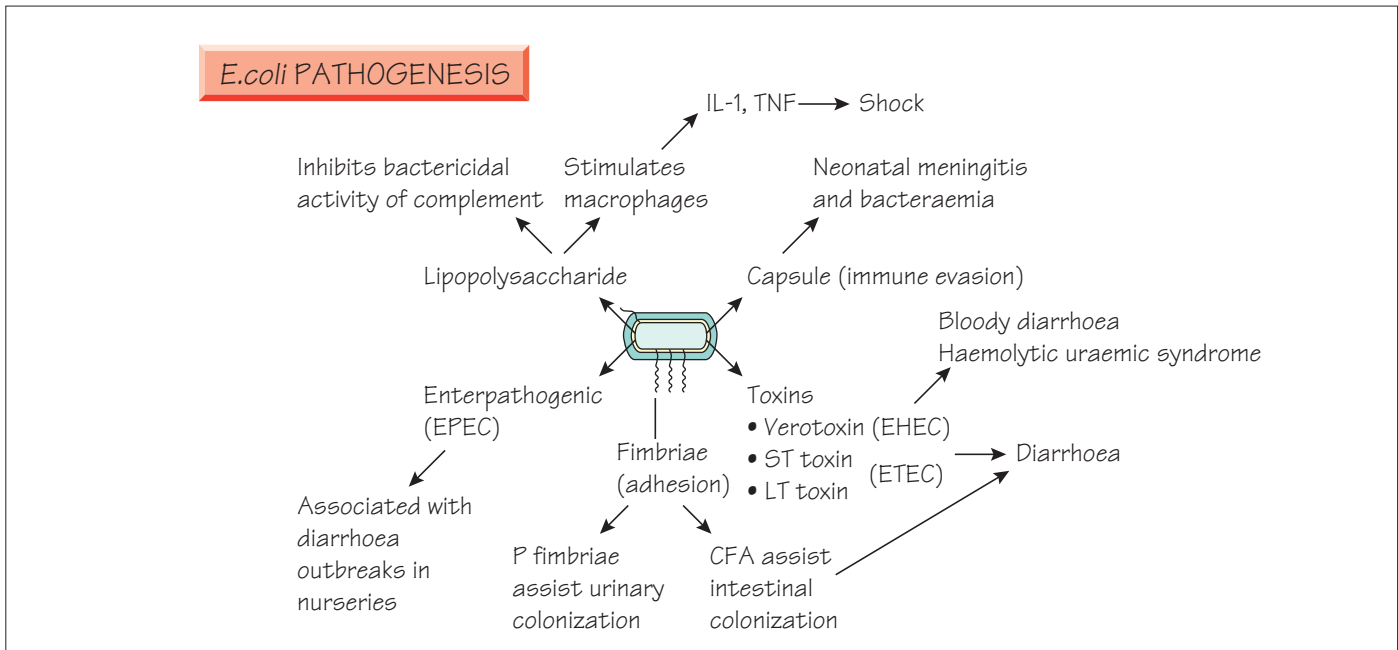 E.coli PATHOGENESIS
IL-1, TNF
Shock
Inhibits bactericidal
activity of complement
Stimulates
macrophages
Neonatal meningitis
and bacteraemia
Lipopolysaccharide
Capsule (immune evasion)
Bloody diarrhoea
Haemolytic uraemic syndrome
Enterpathogenic
(EPEC)
Toxins
• Verotoxin (EHEC)
• ST toxin
• LT toxin
(ETEC)
Diarrhoea
Fimbriae
(adhesion)
Associated with
diarrhoea
outbreaks in
nurseries
P fimbriae
assist urinary
colonization
CFA assist
intestinal
colonization